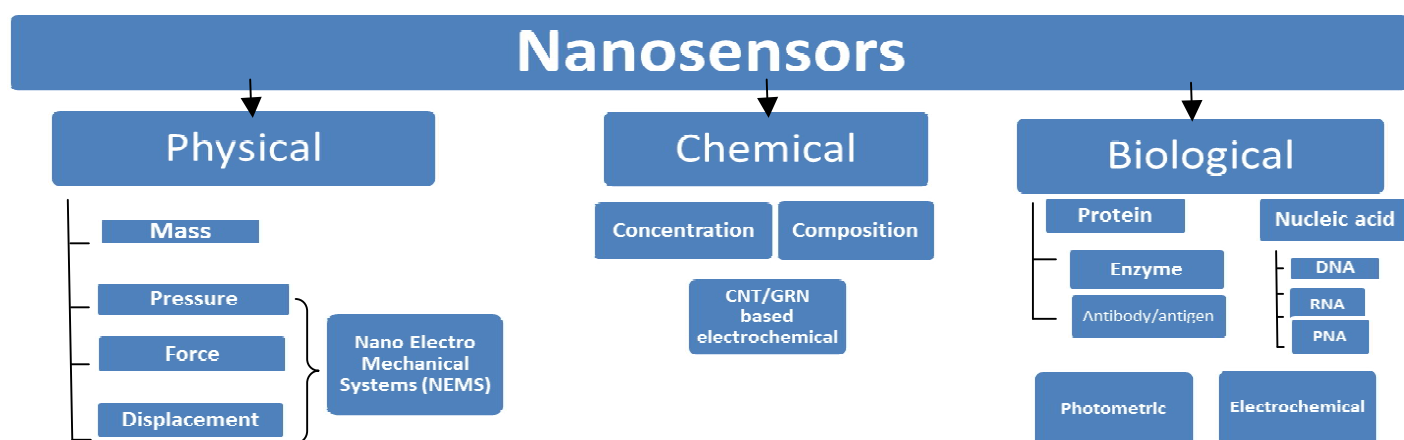 Nanosensors
Physical
Chemical
Biological
Mass
Pressure
Force
Displacement
Nano Electro
Mechanical
Systems (NEMS)
Concentration
Composition
CNT/GRN
based
electrochemical
Protein
Enzyme
Antibody/antigen
Nucleic acid
DNA
RNA
PNA
Photometric
Electrochemical